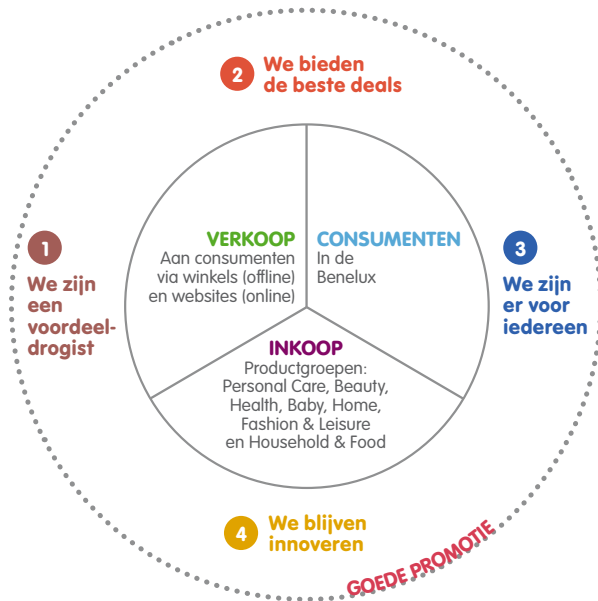 2 We bieden
de beste deals
1
We zijn
een
voordeel-
drogist
VERKOOP
Aan consumenten
via winkels (offline)
en websites (online)
CONSUMENTEN
In de
Benelux
3
We zijn
er voor
iedereen
INKOOP
Productgroepen:
Personal Care, Beauty,
Health, Baby, Home,
Fashion & Leisure
en Household & Food
4 We blijven
innoveren
GOEDE PROMOTIE